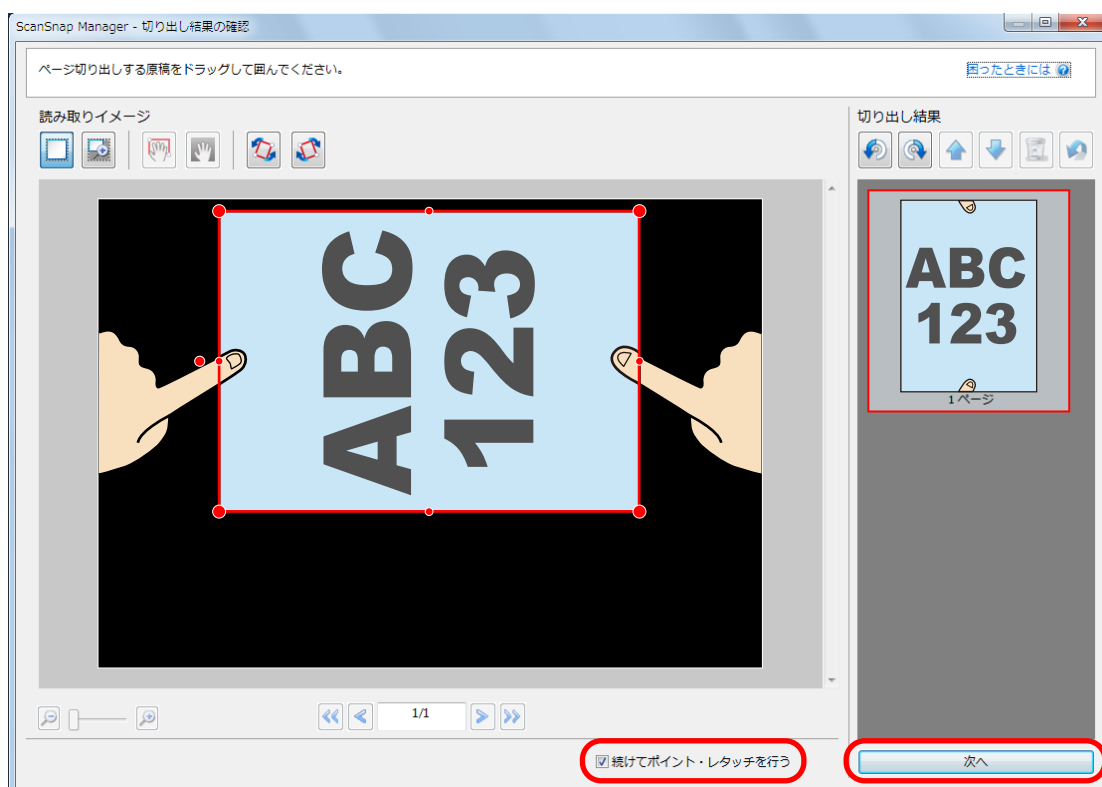 ScanSnap Manager - 切り出し結果の確認
ページ切り出しする原稿をドラッグして囲んでください。
困ったときには
読み取りイメージ
切り出し結果
ABC
123
ABC
123
1 ページ
1/1
続けてポイント・レタッチを行う
次へ